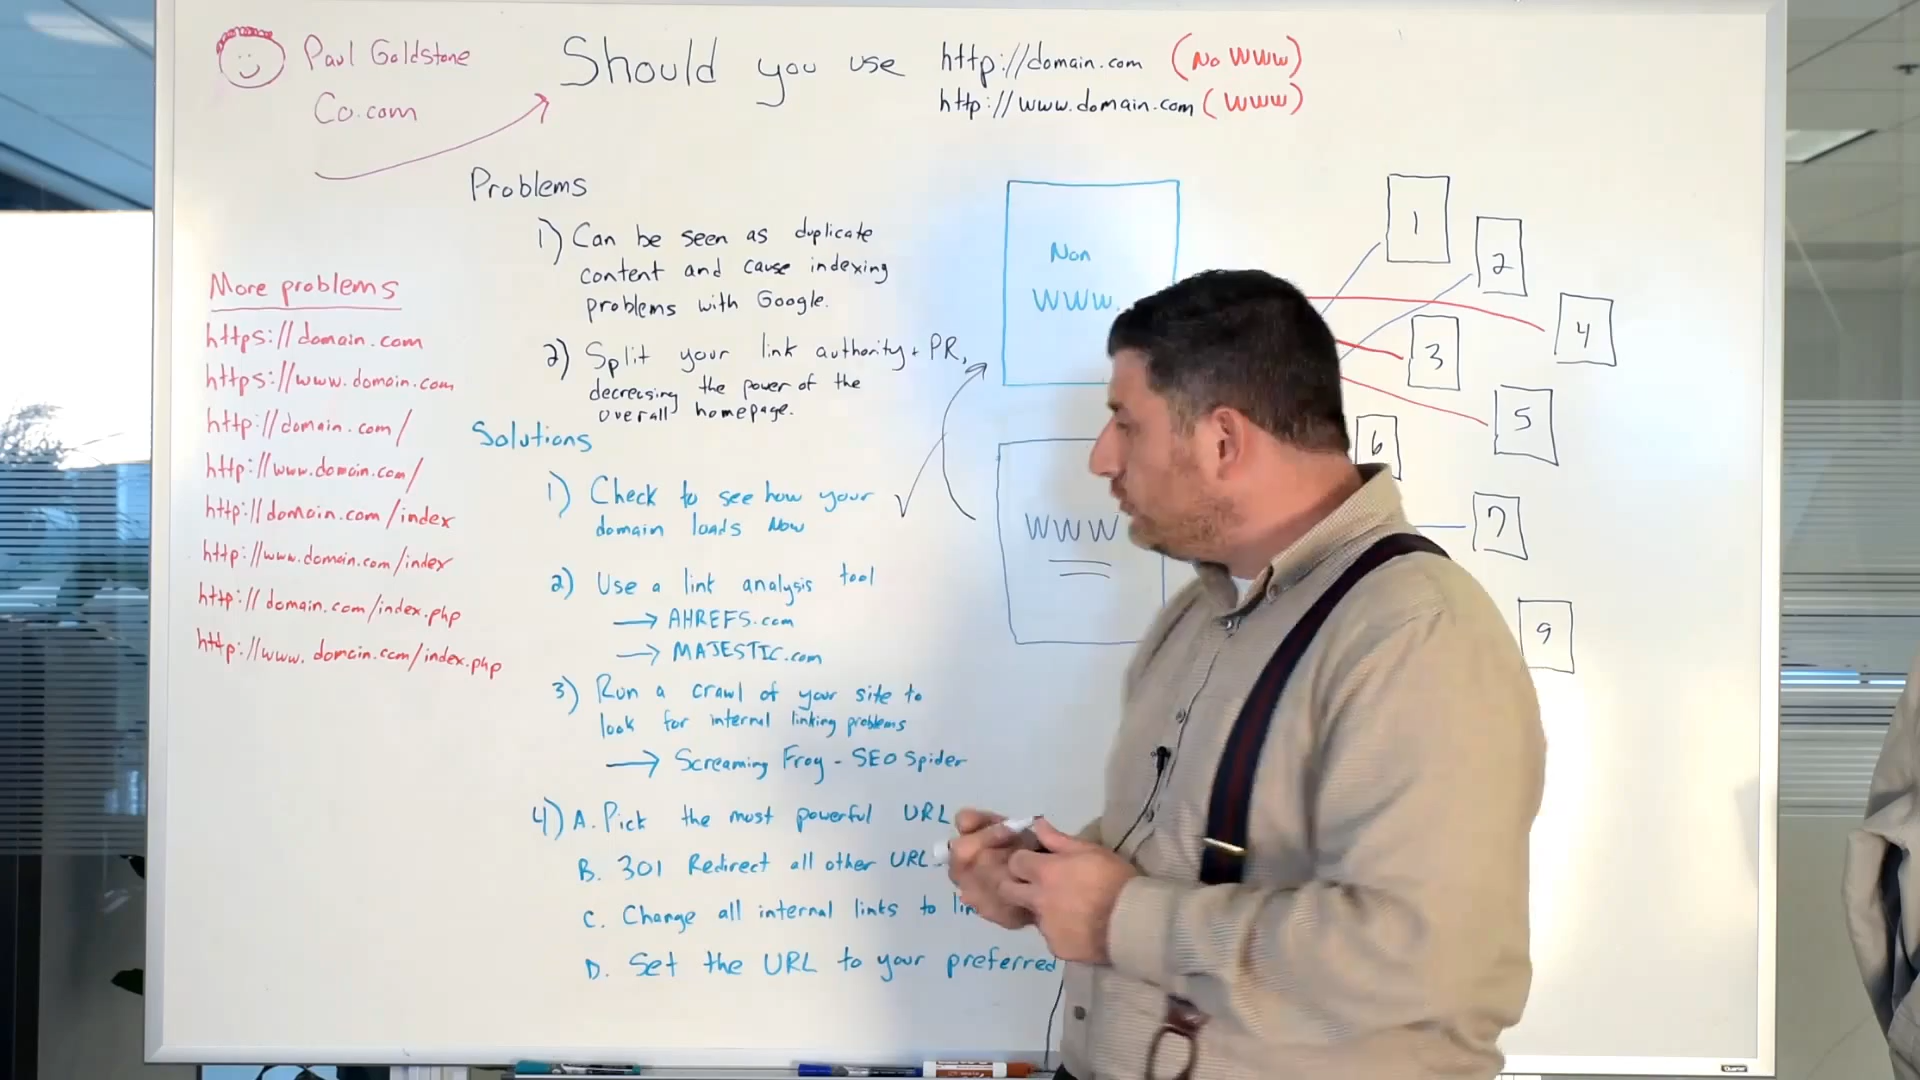 Paul Goldstone
Co.com
Should you use
http://domain.com (No WWW)
http://www.domain.com (WWW)
Problems
1) Can be seen as duplicate
content and cause indexing
problems with Google.
2) Split your link authority + PR,
decreasing the power of the
overall homepage.
More problems
https://domain.com
https://www.domain.com
http://domain.com/
http://www.domain.com/
http://domain.com/index
http://www.domain.com/index
http://domain.com/index.php
http://www.domain.com/index.php
Solutions
1) Check to see how your
domain loads now
2) Use a link analysis tool
→ AHREFS.com
→ MAJESTIC.com
3) Run a crawl of your site to
look for internal linking problems
→ Screaming Frog - SEO Spider
4) A. Pick the most powerful URL
B. 301 Redirect all other URL
C. Change all internal links to
D. Set the URL to your preferred
Non
WWW.
WWW
1
2
3
4
5
6
7
9